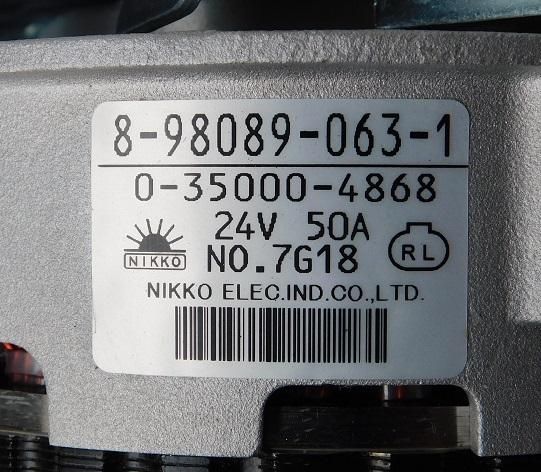 8-98089-063-1
0-35000-4868
24V 50A
NIKKO NO.7G18 RL
NIKKO ELEC.IND.CO.,LTD.